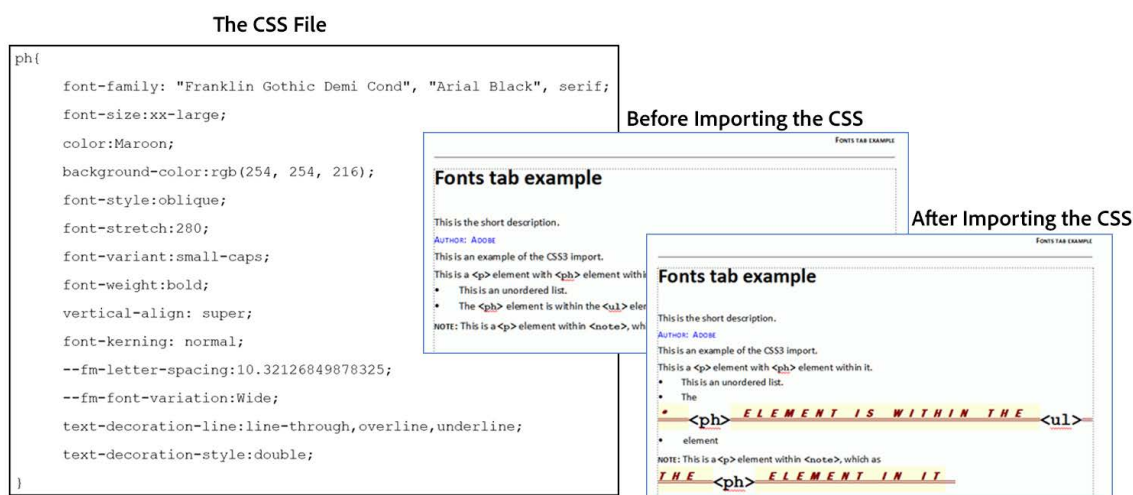 The CSS File
ph{
font-family: "Franklin Gothic Demi Cond", "Arial Black", serif;
font-size:xx-large;
color:Maroon;
background-color:rgb(254, 254, 216);
font-style:oblique;
font-stretch:280;
font-variant:small-caps;
font-weight:bold;
vertical-align: super;
font-kerning: normal;
--fm-letter-spacing:10.32126849878325;
--fm-font-variation:Wide;
text-decoration-line:line-through,overline,underline;
text-decoration-style:double;
}
Before Importing the CSS
FONTS TAB EXAMPLE
Fonts tab example
This is the short description.
AUTHOR: ADOBE
This is an example of the CSS3 import.
This is a <p> element with <ph> element withi
• This is an unordered list.
• The <ph> element is within the <ul> eler
NOTE: This is a <p> element within <note>, wh
After Importing the CSS
FONTS TAB EXAMPLE
Fonts tab example
This is the short description.
AUTHOR: ADOBE
This is an example of the CSS3 import.
This is a <p> element with <ph> element within it.
• This is an unordered list.
• The
• <ph> ELEMENT IS WITHIN THE <ul>
• element
NOTE: This is a <p> element within <note>, which as
THE <ph> ELEMENT IN IT